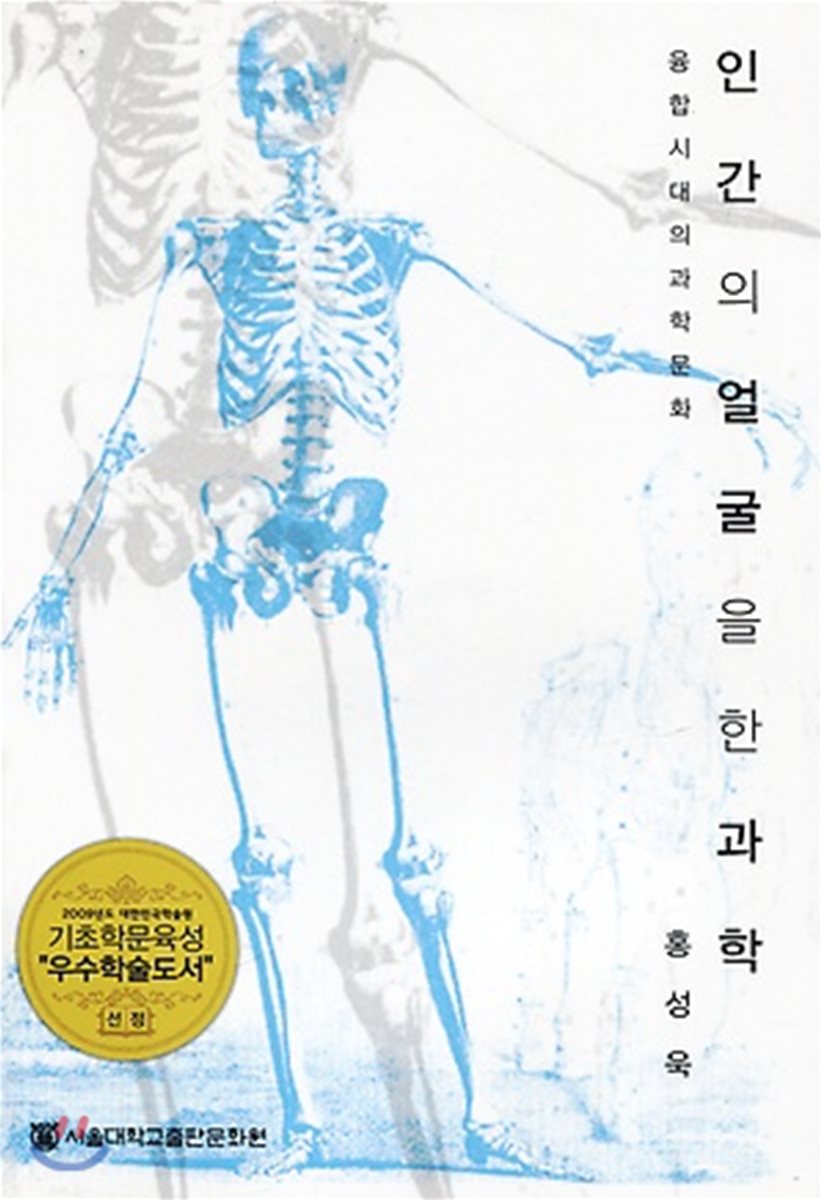 인간의얼굴을한과학
융합시대의과학문화
홍성욱
2009년도 대한민국학술원
기초학문육성
"우수학술도서"
선정
서울대학교출판문화원